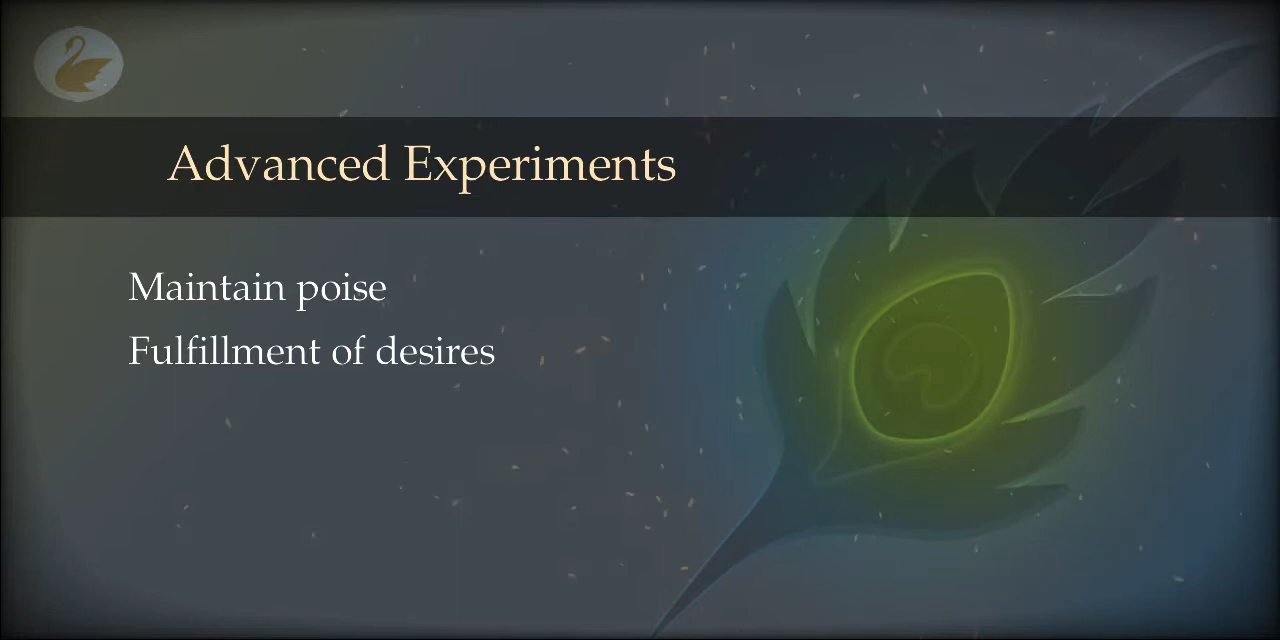 Advanced Experiments
Maintain poise
Fulfillment of desires